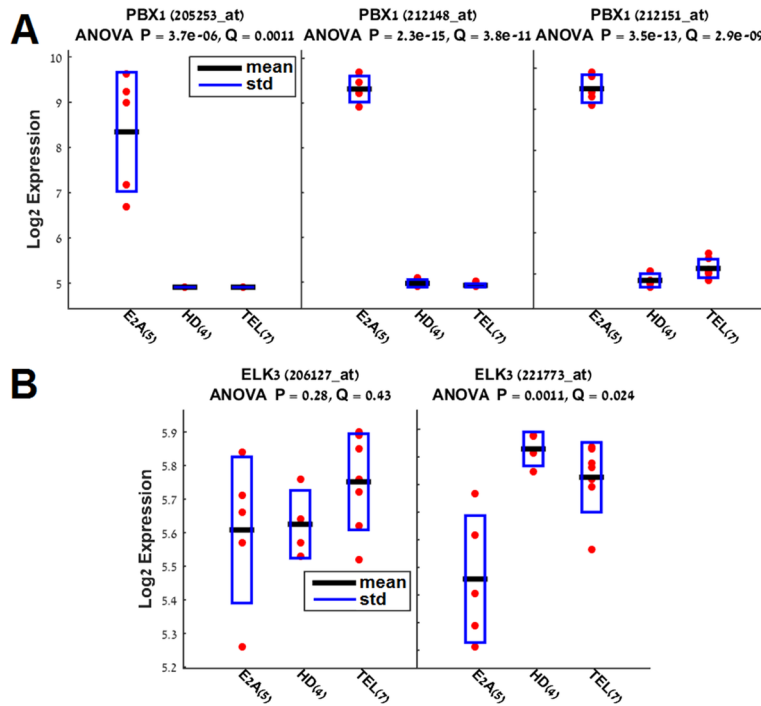 A
PBX1 (205253_at)
ANOVA P = 3.7e-06, Q = 0.0011
PBX1 (212148_at)
ANOVA P = 2.3e-15, Q = 3.8e-11
PBX1 (212151_at)
ANOVA P = 3.5e-13, Q = 2.9e-09
Log2 Expression
10
9
8
7
6
5
mean
std
E2A(5)
HD(4)
TEL(7)
E2A(5)
HD(4)
TEL(7)
E2A(5)
HD(4)
TEL(7)
B
ELK3 (206127_at)
ANOVA P = 0.28, Q = 0.43
ELK3 (221773_at)
ANOVA P = 0.0011, Q = 0.024
Log2 Expression
5.9
5.8
5.7
5.6
5.5
5.4
5.3
5.2
mean
std
E2A(5)
HD(4)
TEL(7)
E2A(5)
HD(4)
TEL(7)